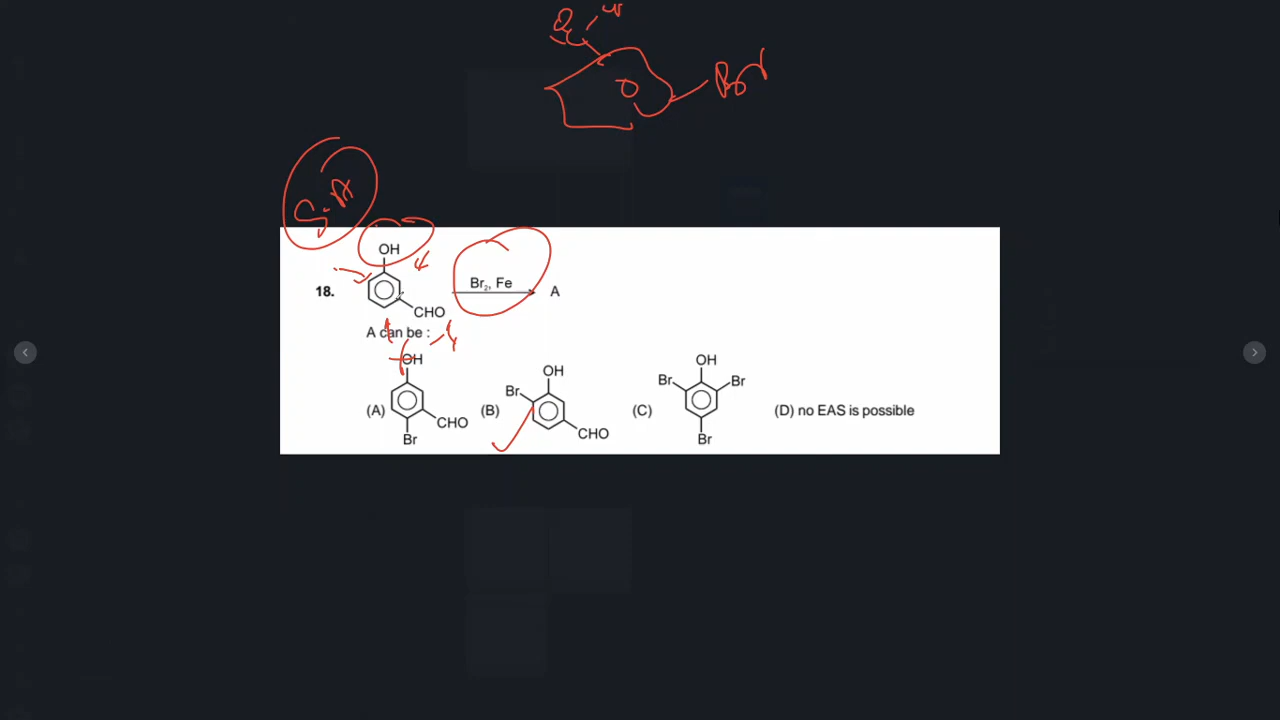 Br
S.A
OH
18.
Br₂, Fe
A
CHO
A can be :
OH
(A)
CHO
Br
(B)
OH
Br
CHO
(C)
OH
Br
Br
Br
(D) no EAS is possible